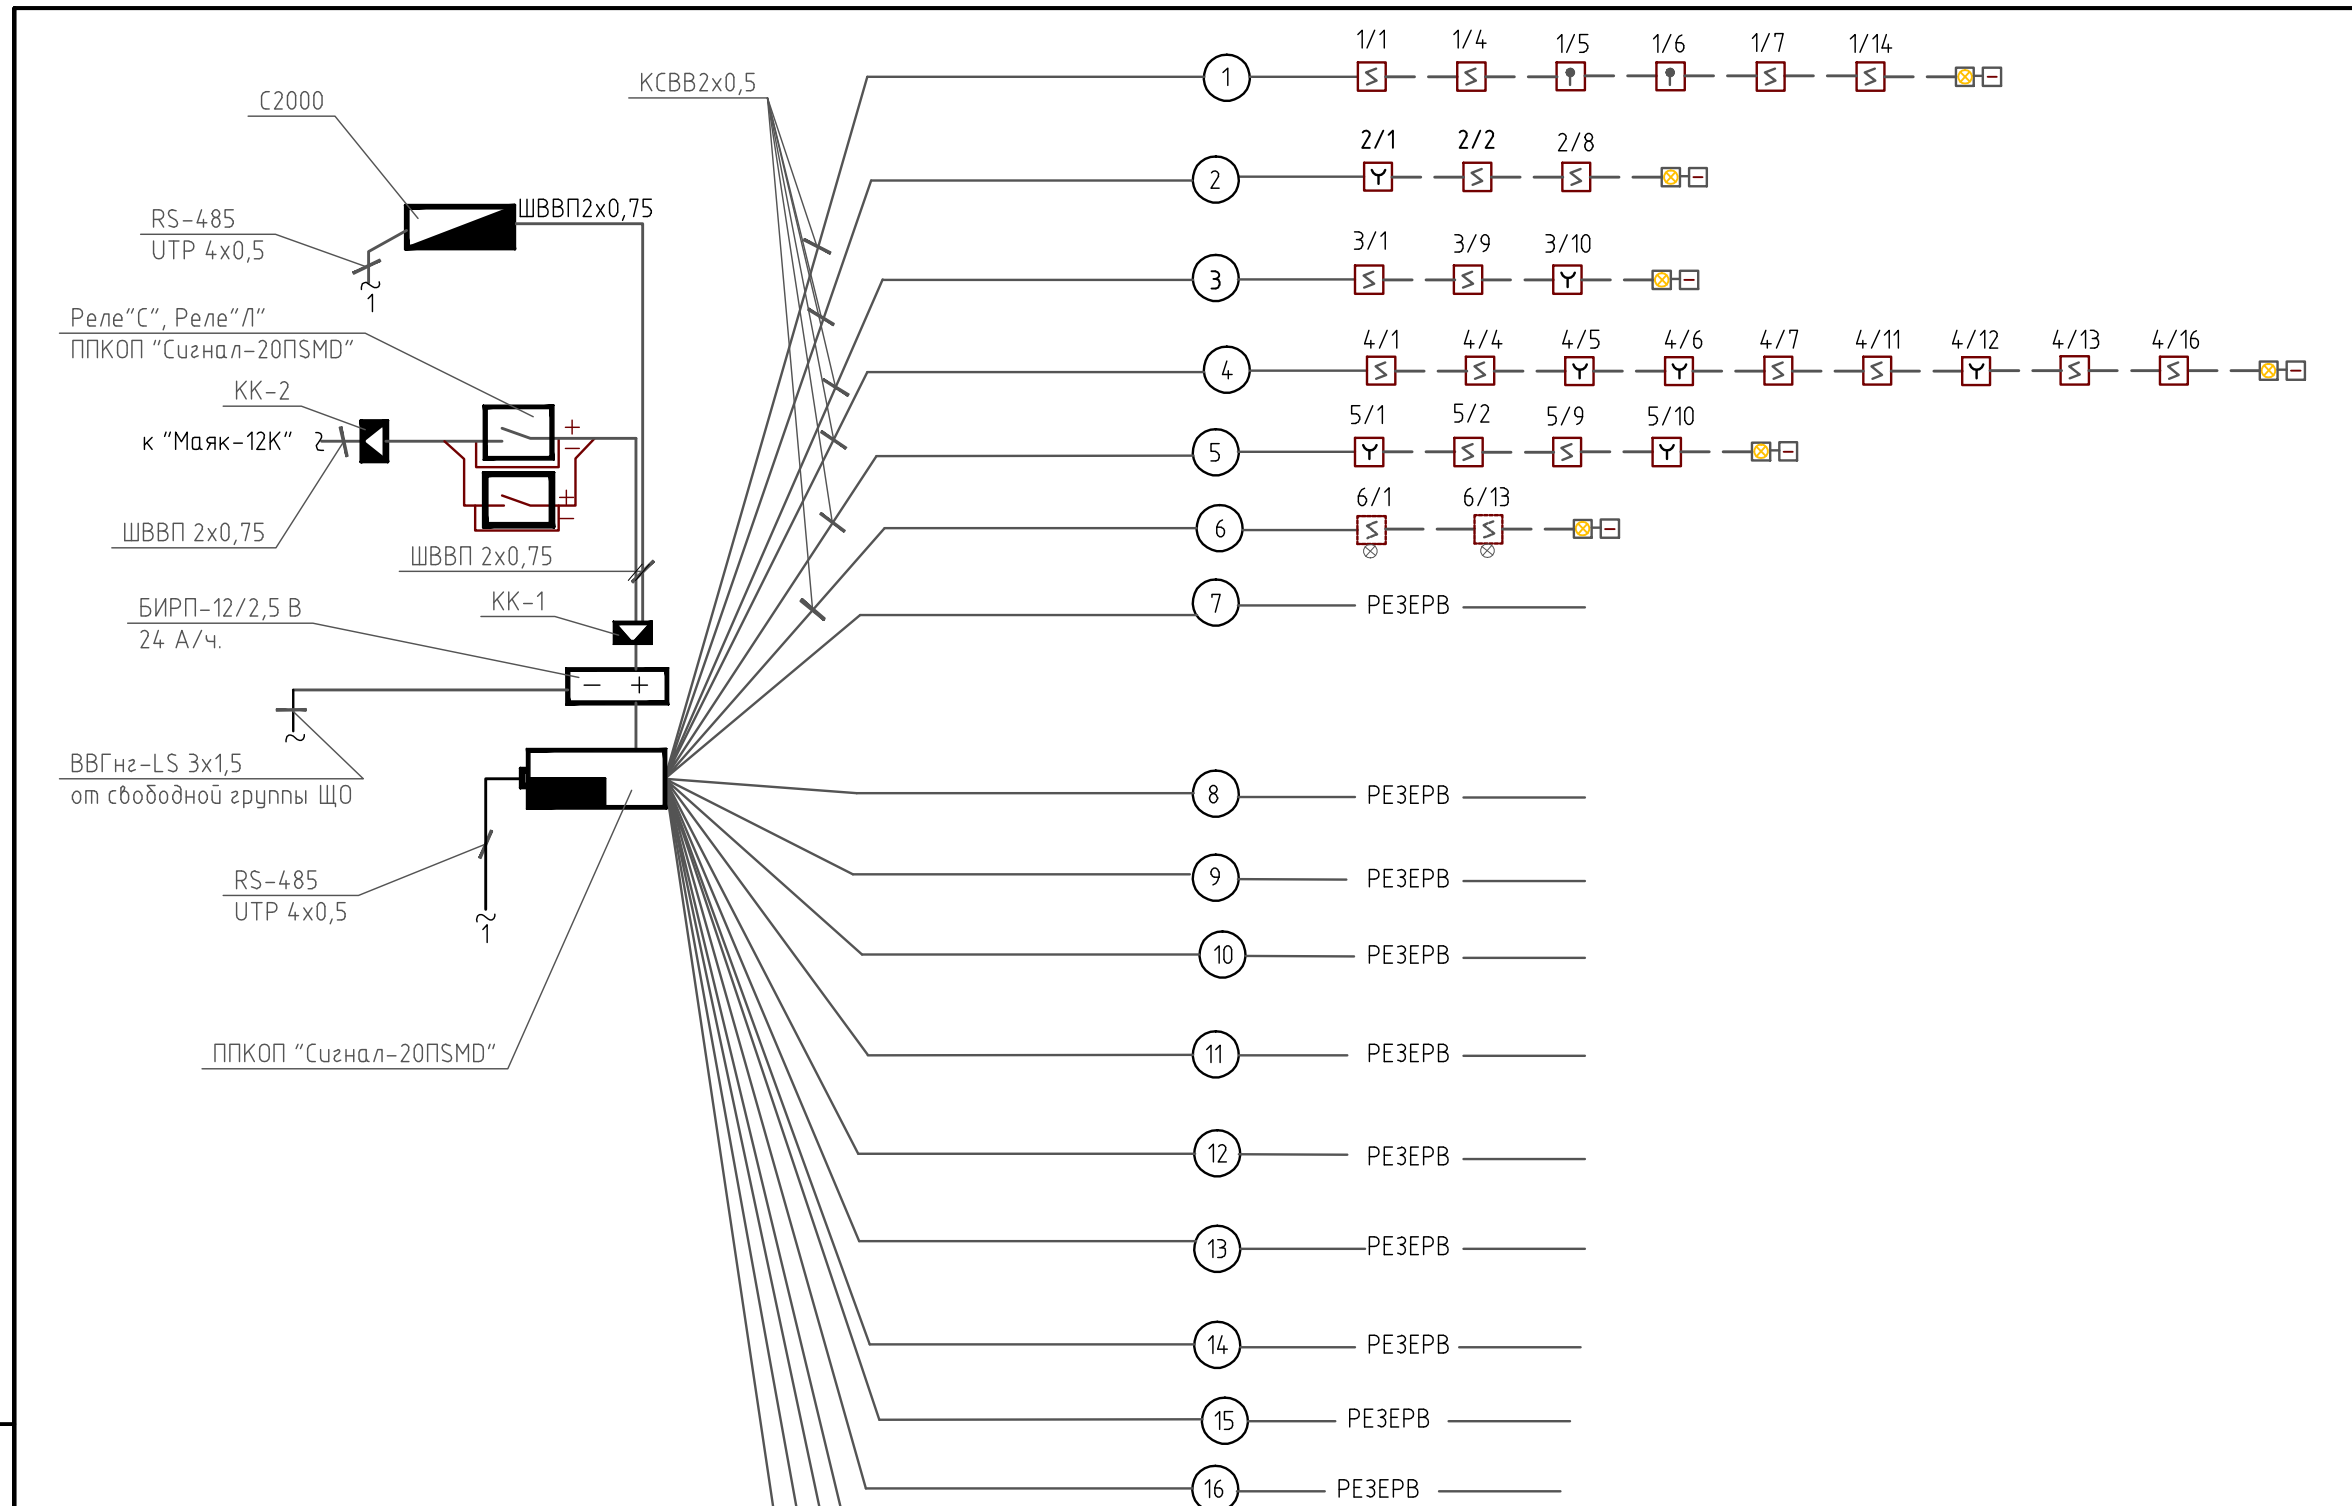 С2000
ШВВП2х0,75
RS-485
UTP 4х0,5
1
Реле"С", Реле"Л"
ППКОП "Сигнал-20ПSMD"
КК-2
к "Маяк-12К"
+
-
+
-
ШВВП 2х0,75
ШВВП 2х0,75
КК-1
БИРП-12/2,5 В
24 А/ч.
- +
ВВГнг-LS 3х1,5
от свободной группы ЩО
RS-485
UTP 4х0,5
1
ППКОП "Сигнал-20ПSMD"
КСВВ2х0,5
1/1 1/4 1/5 1/6 1/7 1/14
1
2/1 2/2 2/8
2
3/1 3/9 3/10
3
4/1 4/4 4/5 4/6 4/7 4/11 4/12 4/13 4/16
4
5/1 5/2 5/9 5/10
5
6/1 6/13
6
7 РЕЗЕРВ
8 РЕЗЕРВ
9 РЕЗЕРВ
10 РЕЗЕРВ
11 РЕЗЕРВ
12 РЕЗЕРВ
13 РЕЗЕРВ
14 РЕЗЕРВ
15 РЕЗЕРВ
16 РЕЗЕРВ